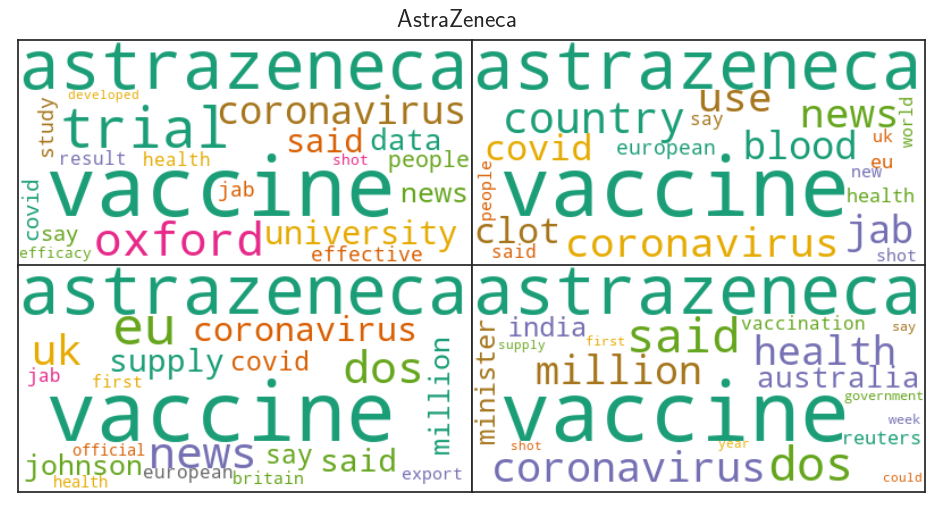 AstraZeneca
astrazeneca
developed
study
trial
coronavirus
said
data
result
health
shot
people
covid
vaccine
jab
news
say
oxford
university
efficacy
effective
astrazeneca
use
country
say
news
world
covid
european
blood
uk
eu
new
people
vaccine
health
clot
coronavirus
jab
said
shot
astrazeneca
eu
coronavirus
uk
supply
covid
dos
million
jab
first
vaccine
official
news
johnson
european
say
said
health
britain
export
astrazeneca
minister
india
said
vaccination
say
supply
first
health
million
australia
vaccine
government
week
shot
year
reuters
coronavirus
dos
could